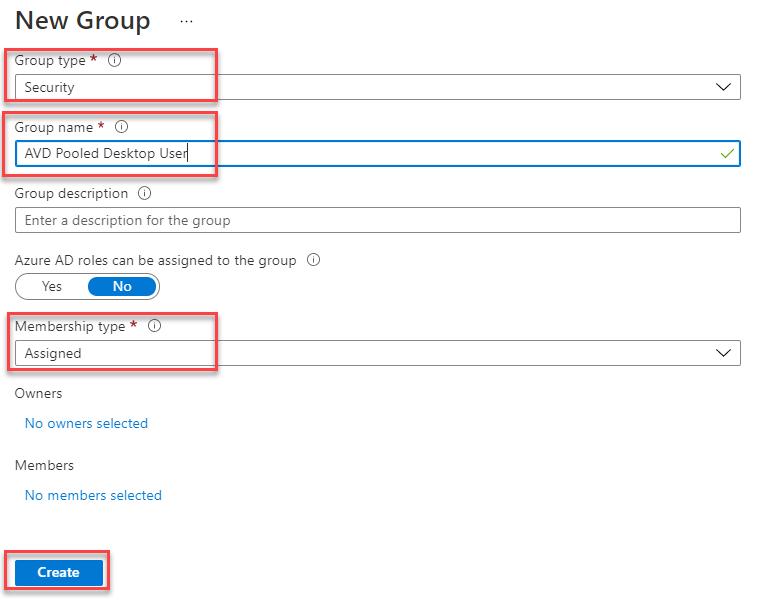 New Group ...
Group type *
Security
Group name *
AVD Pooled Desktop User
Group description
Enter a description for the group
Azure AD roles can be assigned to the group
Yes No
Membership type *
Assigned
Owners
No owners selected
Members
No members selected
Create